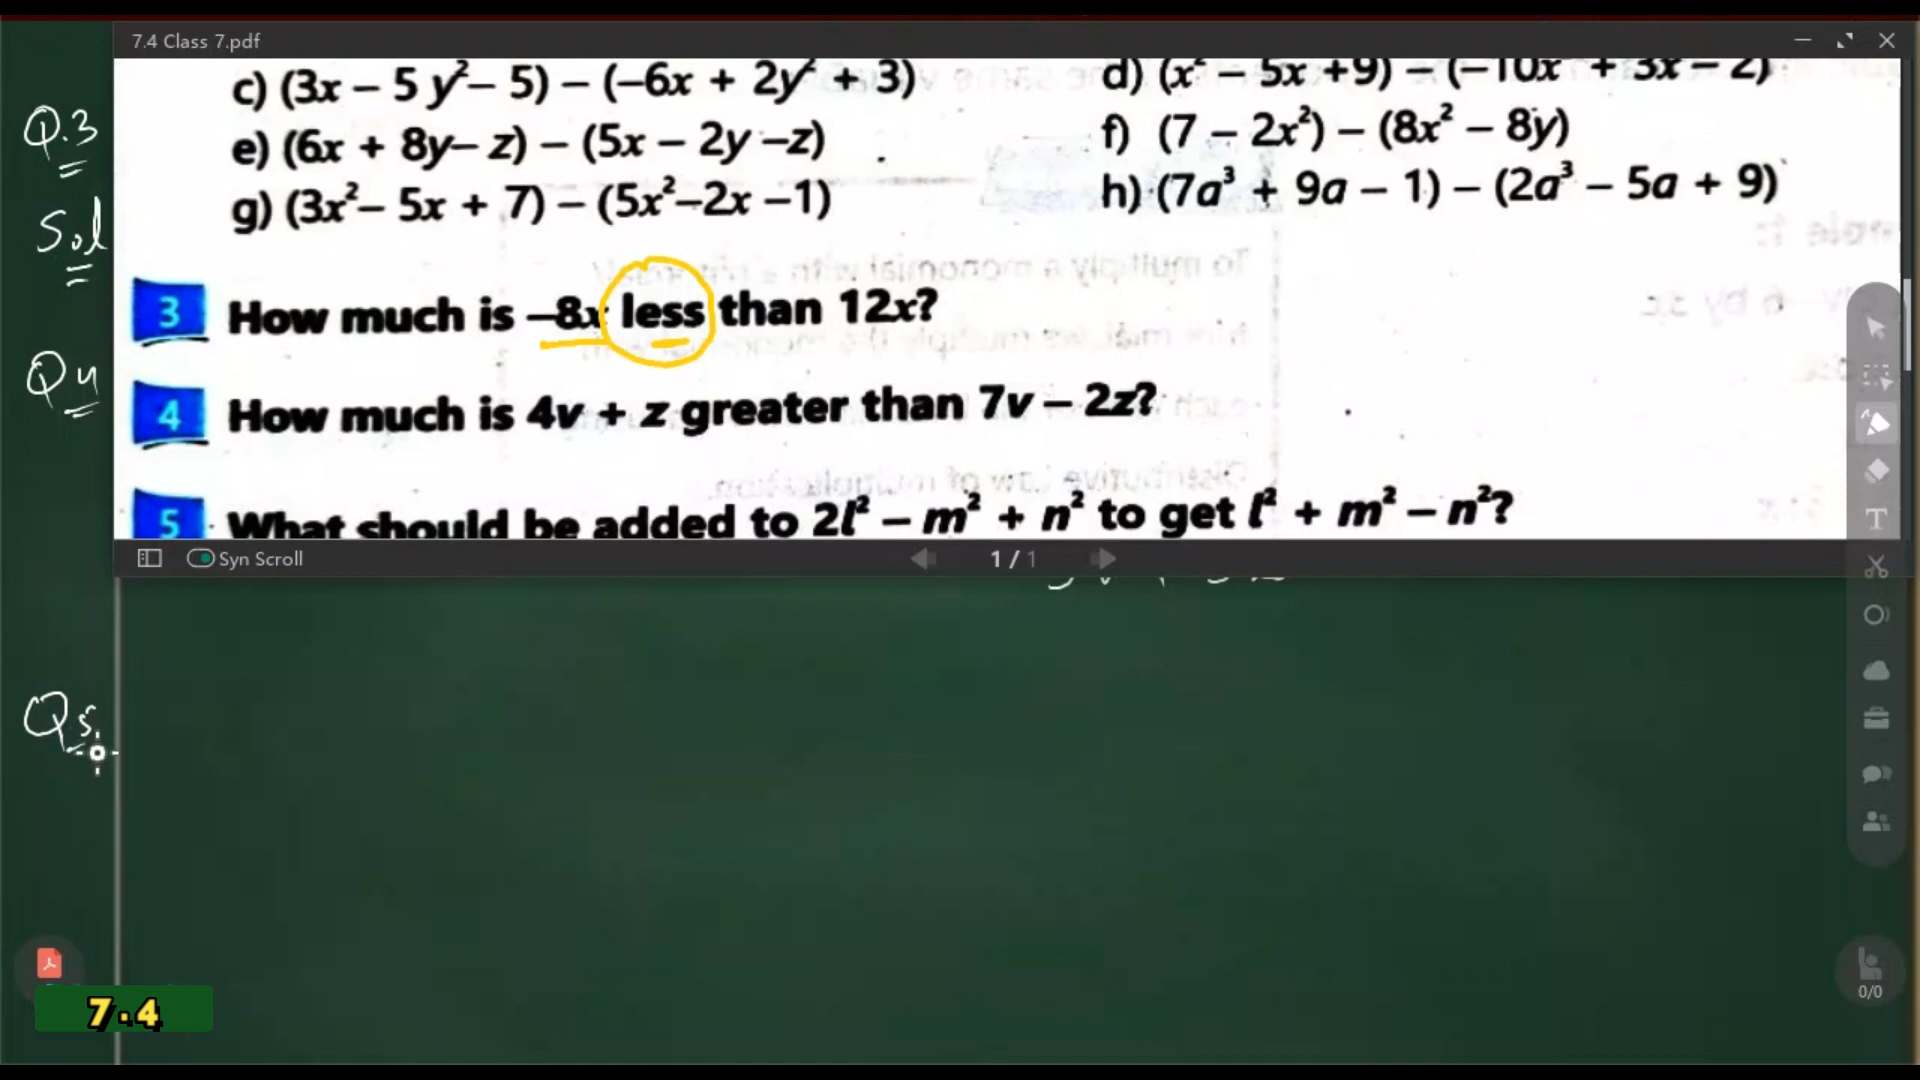 7.4 Class 7.pdf
c) (3x – 5 y²– 5) – (–6x + 2y² + 3)
d) (x² – 5x +9) – (–10x + 3x – 2)
e) (6x + 8y– z) – (5x – 2y –z)
f) (7 – 2x²) – (8x² – 8y)
g) (3x²– 5x + 7) – (5x²–2x –1)
h) (7a³ + 9a – 1) – (2a³ – 5a + 9)
Q.3
Sol
3 How much is –8x less than 12x?
Q4
4 How much is 4v + z greater than 7v – 2z?
5 What should be added to 2l² – m² + n² to get l² + m² – n²?
Syn Scroll
1 / 1
Q5
7.4
0/0